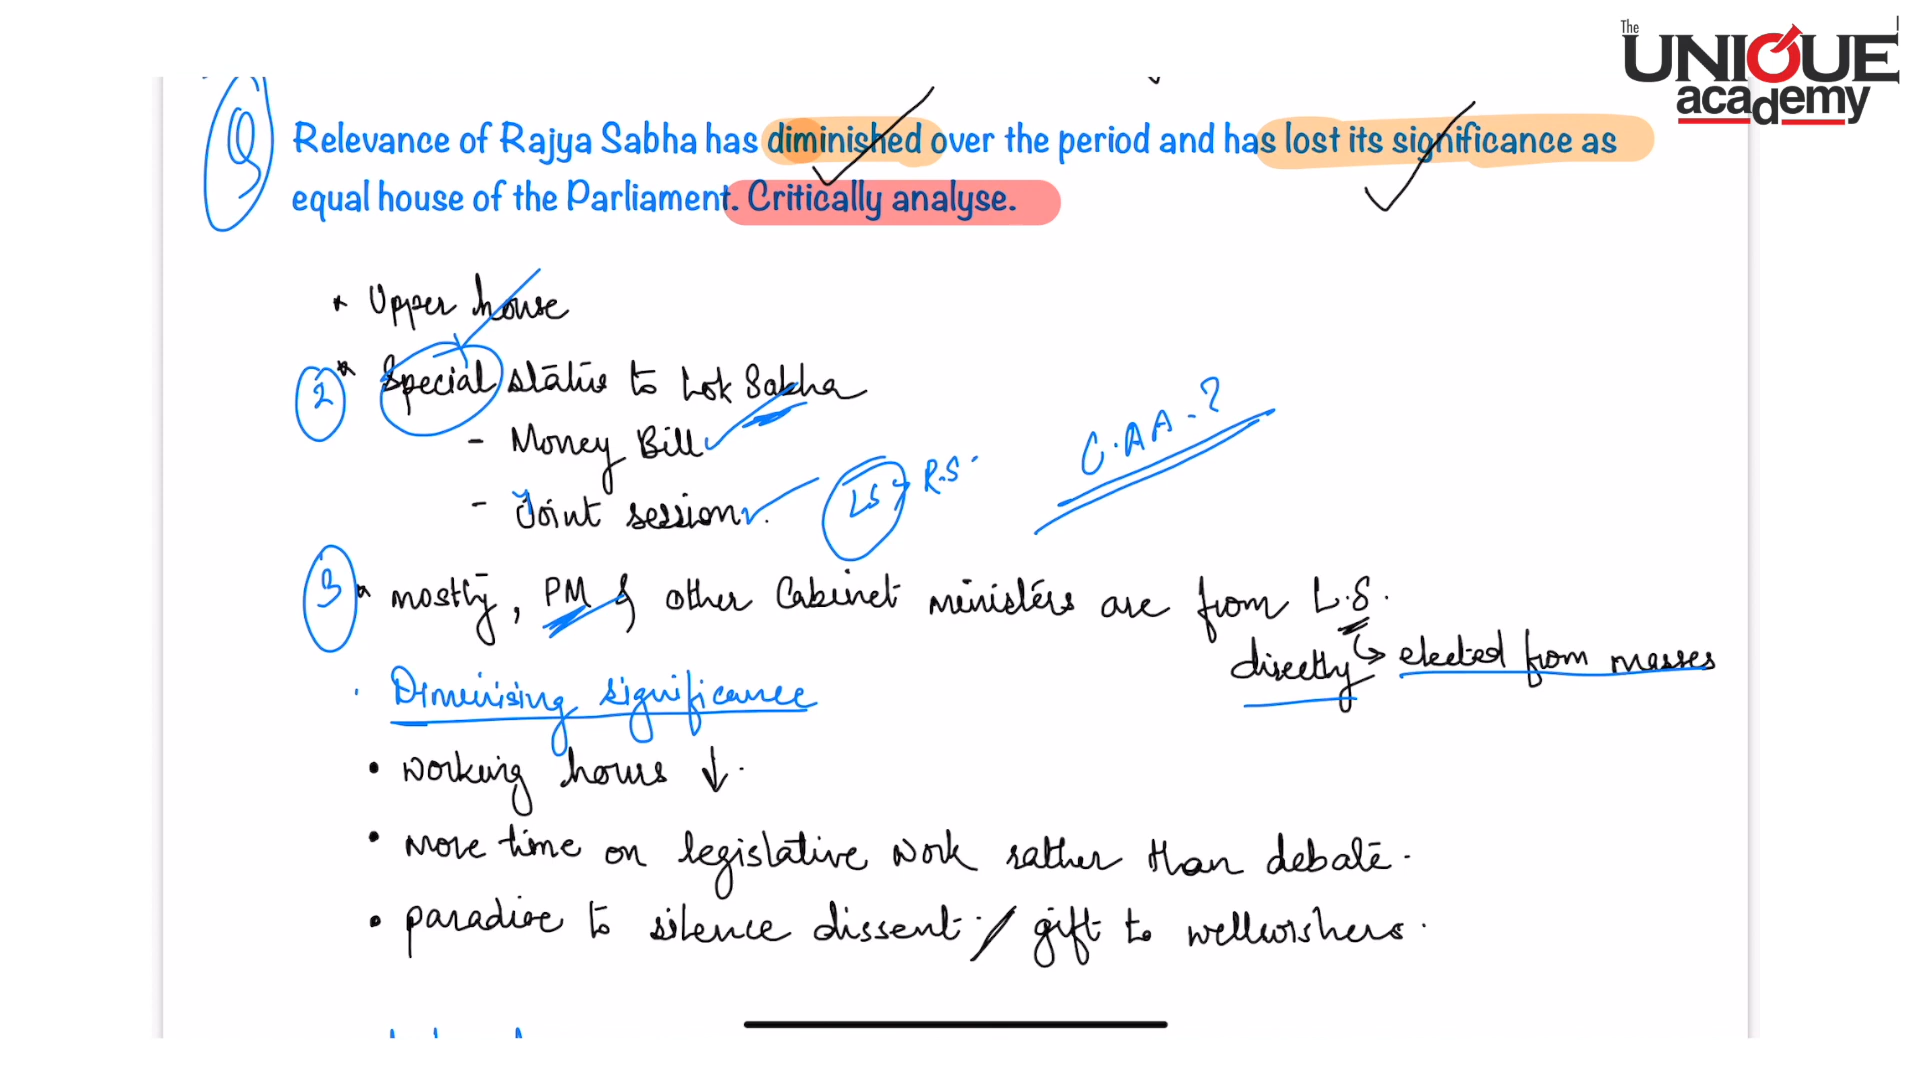 The
UNIQUE
academy
Q
Relevance of Rajya Sabha has diminished over the period and has lost its significance as
equal house of the Parliament. Critically analyse.
* Upper house
2 * Special status to Lok Sabha
- Money Bill
C.AA-?
- Joint session.
LS > R.S.
3 * mostly, PM & other Cabinet ministers are from L.S.
directly elected from masses
. Diminising significance
• working hours ↓.
• more time on legislative work rather than debate.
• paradise to silence dissent / gift to wellwishers.